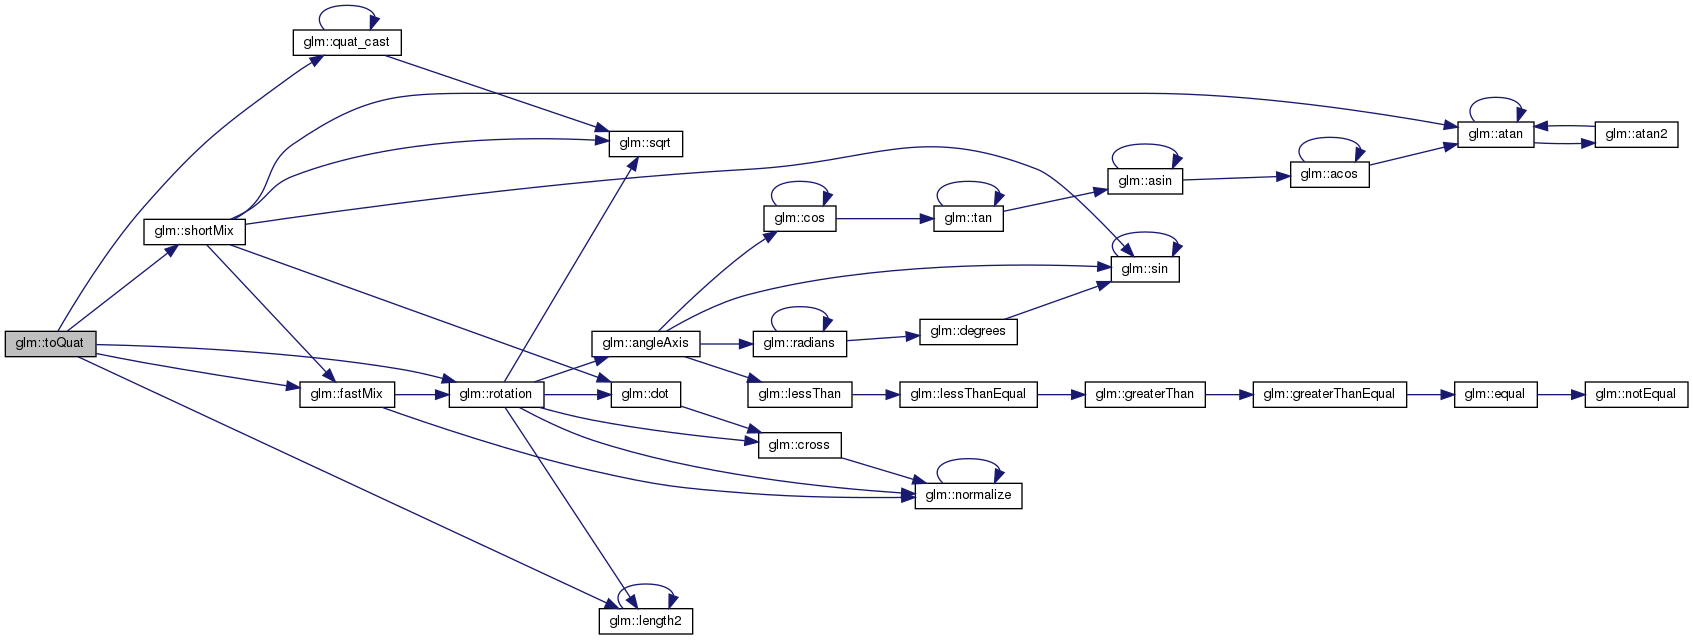 glm::quat_cast
glm::atan
glm::atan2
glm::sqrt
glm::acos
glm::asin
glm::cos
glm::tan
glm::shortMix
glm::sin
glm::toQuat
glm::angleAxis
glm::radians
glm::degrees
glm::fastMix
glm::rotation
glm::dot
glm::lessThan
glm::lessThanEqual
glm::greaterThan
glm::greaterThanEqual
glm::equal
glm::notEqual
glm::cross
glm::normalize
glm::length2